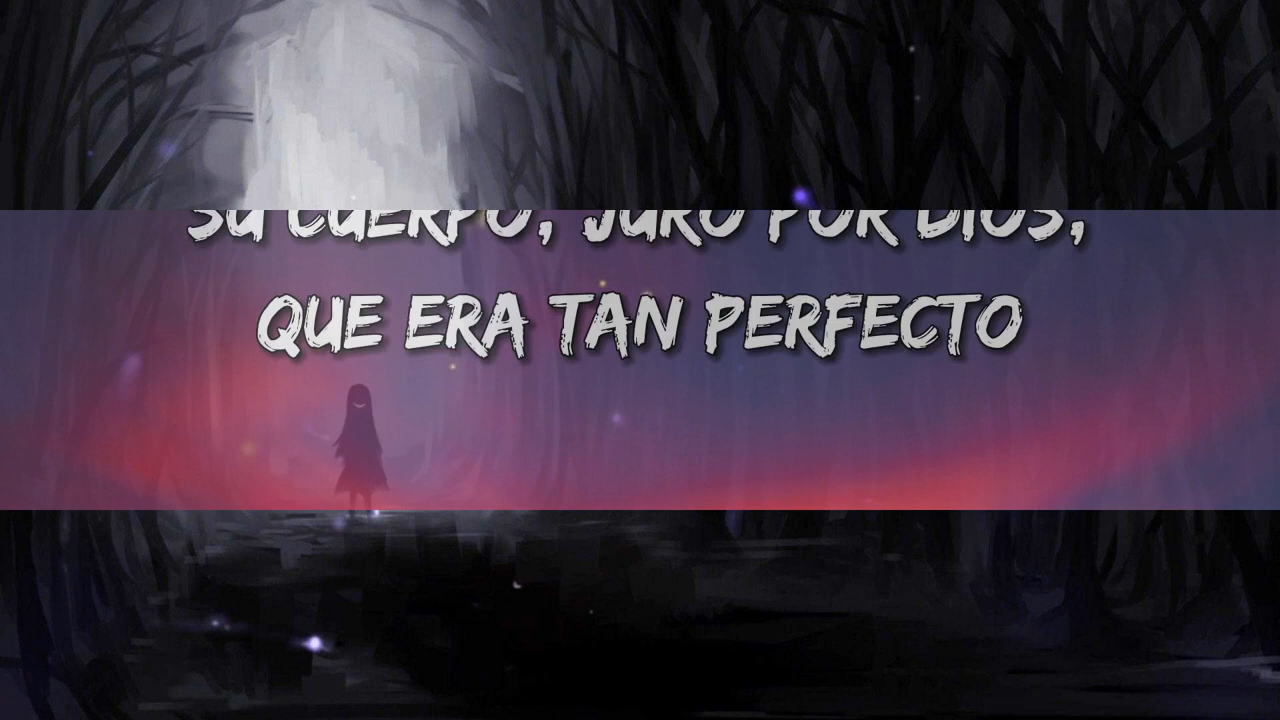 SU CUERPO, JURO POR DIOS,
QUE ERA TAN PERFECTO